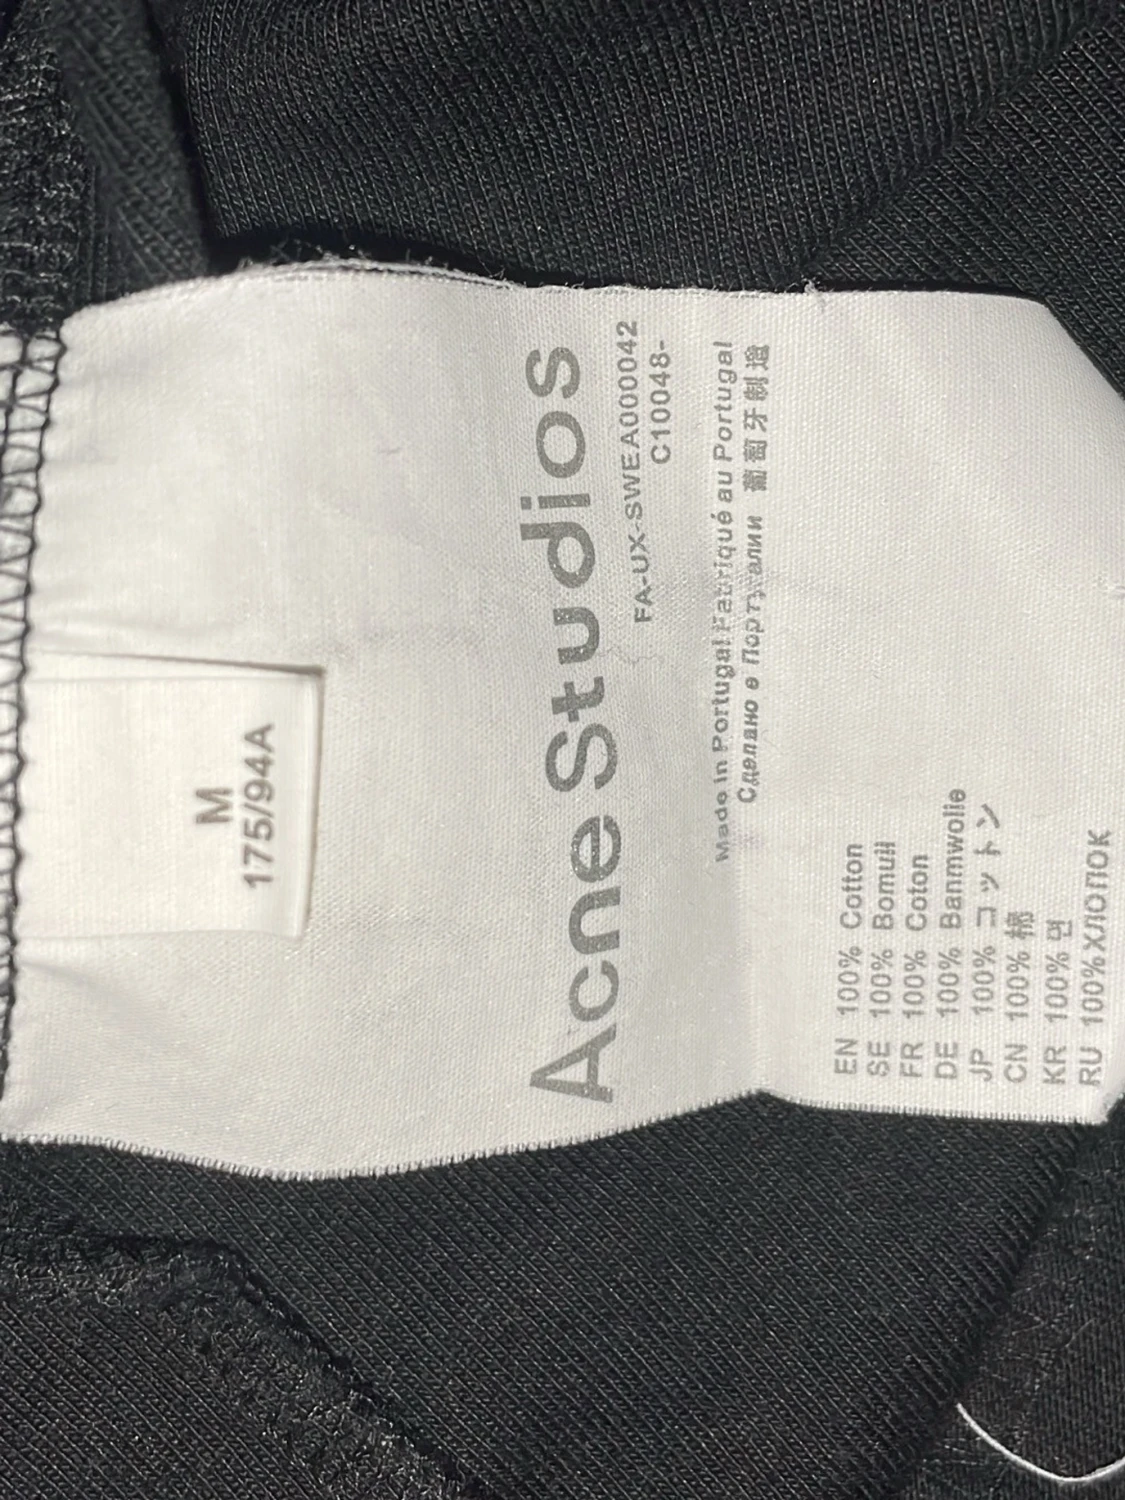 M
175/94A
Acne Studios
FA-UX-SWEA000042
C10048-
Made in Portugal Fabriqué au Portugal
Сделано в Португалии 葡萄牙制造
EN 100% Cotton
SE 100% Bomull
FR 100% Coton
DE 100% Banmwolie
JP 100% コットン
CN 100% 棉
KR 100% 면
RU 100% ХЛОПОК